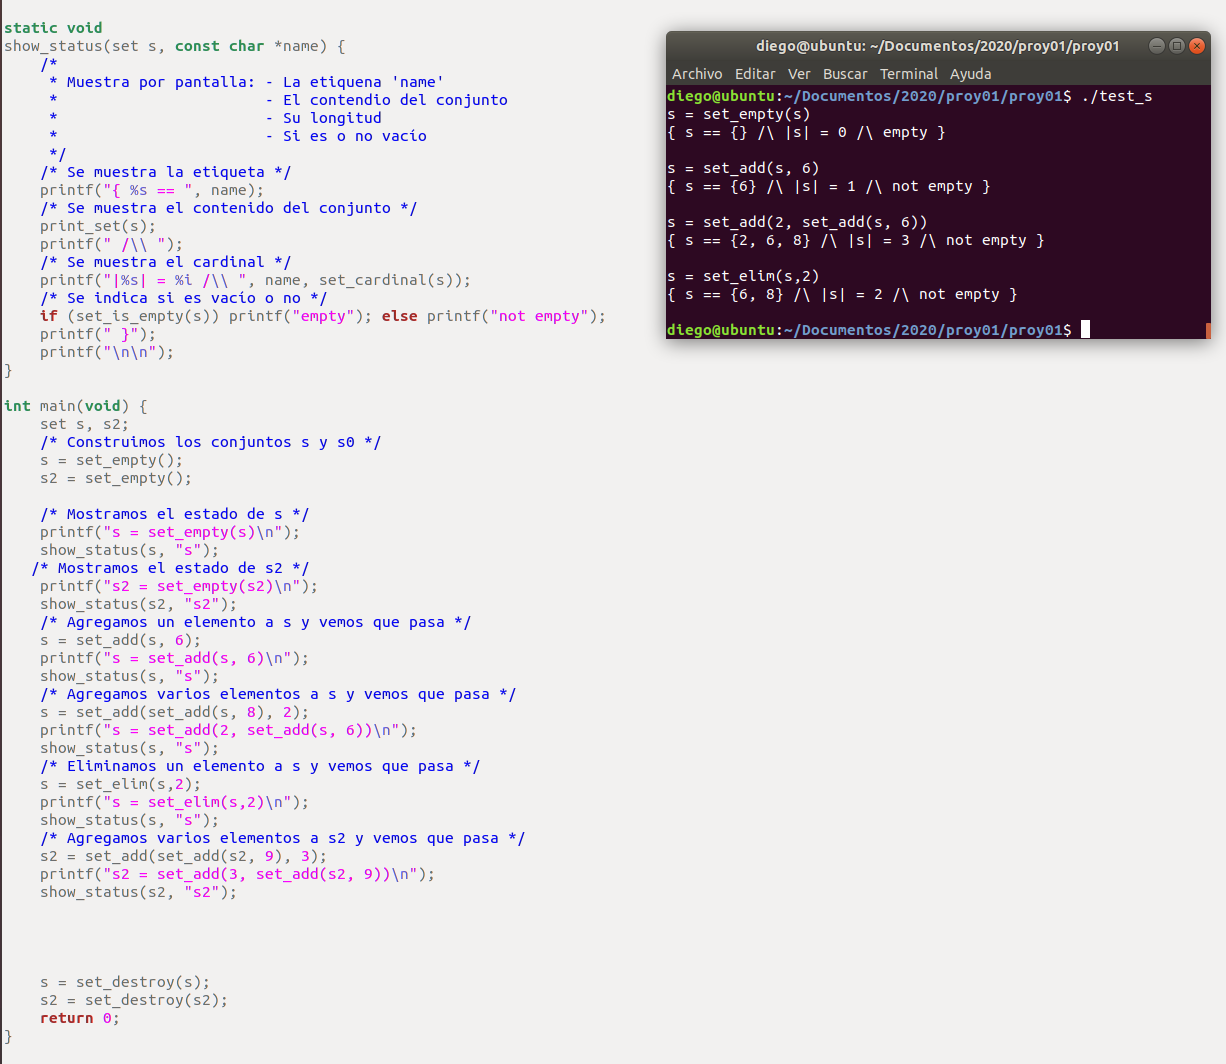 static void
show_status(set s, const char *name) {
    /*
     * Muestra por pantalla: - La etiquena 'name'
     *                       - El contendio del conjunto
     *                       - Su longitud
     *                       - Si es o no vacío
     */
    /* Se muestra la etiqueta */
    printf("{ %s == ", name);
    /* Se muestra el contenido del conjunto */
    print_set(s);
    printf(" /\\ ");
    /* Se muestra el cardinal */
    printf("|%s| = %i /\\ ", name, set_cardinal(s));
    /* Se indica si es vacío o no */
    if (set_is_empty(s)) printf("empty"); else printf("not empty");
    printf(" }");
    printf("\n\n");
}
int main(void) {
    set s, s2;
    /* Construimos los conjuntos s y s0 */
    s = set_empty();
    s2 = set_empty();
    /* Mostramos el estado de s */
    printf("s = set_empty(s)\n");
    show_status(s, "s");
   /* Mostramos el estado de s2 */
    printf("s2 = set_empty(s2)\n");
    show_status(s2, "s2");
    /* Agregamos un elemento a s y vemos que pasa */
    s = set_add(s, 6);
    printf("s = set_add(s, 6)\n");
    show_status(s, "s");
    /* Agregamos varios elementos a s y vemos que pasa */
    s = set_add(set_add(s, 8), 2);
    printf("s = set_add(2, set_add(s, 6))\n");
    show_status(s, "s");
    /* Eliminamos un elemento a s y vemos que pasa */
    s = set_elim(s,2);
    printf("s = set_elim(s,2)\n");
    show_status(s, "s");
    /* Agregamos varios elementos a s2 y vemos que pasa */
    s2 = set_add(set_add(s2, 9), 3);
    printf("s2 = set_add(3, set_add(s2, 9))\n");
    show_status(s2, "s2");
    s = set_destroy(s);
    s2 = set_destroy(s2);
    return 0;
}
diego@ubuntu: ~/Documentos/2020/proy01/proy01
Archivo Editar Ver Buscar Terminal Ayuda
diego@ubuntu:~/Documentos/2020/proy01/proy01$ ./test_s
s = set_empty(s)
{ s == {} /\ |s| = 0 /\ empty }
s = set_add(s, 6)
{ s == {6} /\ |s| = 1 /\ not empty }
s = set_add(2, set_add(s, 6))
{ s == {2, 6, 8} /\ |s| = 3 /\ not empty }
s = set_elim(s,2)
{ s == {6, 8} /\ |s| = 2 /\ not empty }
diego@ubuntu:~/Documentos/2020/proy01/proy01$